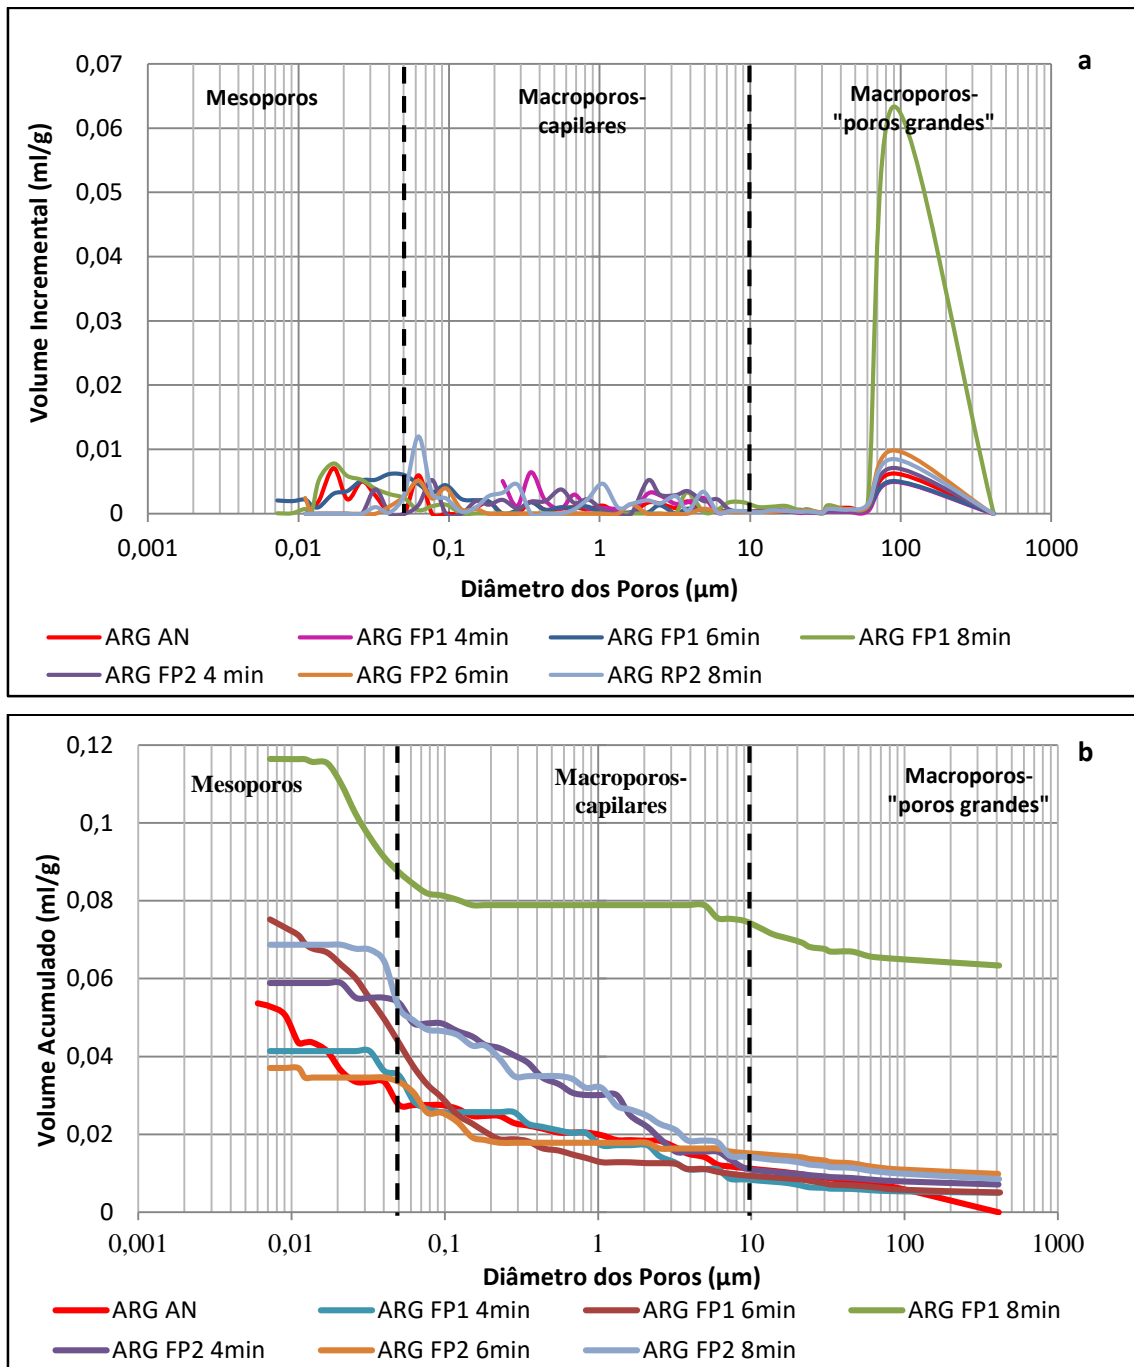 a
0,07
0,06
0,05
0,04
0,03
0,02
0,01
0
Volume Incremental (ml/g)
Mesoporos
Macroporos-
capilares
Macroporos-
"poros grandes"
0,001 0,01 0,1 1 10 100 1000
Diâmetro dos Poros (µm)
ARG AN ARG FP1 4min ARG FP1 6min ARG FP1 8min
ARG FP2 4 min ARG FP2 6min ARG RP2 8min
b
0,12
0,1
0,08
0,06
0,04
0,02
0
Volume Acumulado (ml/g)
Mesoporos
Macroporos-
capilares
Macroporos-
"poros grandes"
0,001 0,01 0,1 1 10 100 1000
Diâmetro dos Poros (µm)
ARG AN ARG FP1 4min ARG FP1 6min ARG FP1 8min
ARG FP2 4min ARG FP2 6min ARG FP2 8min